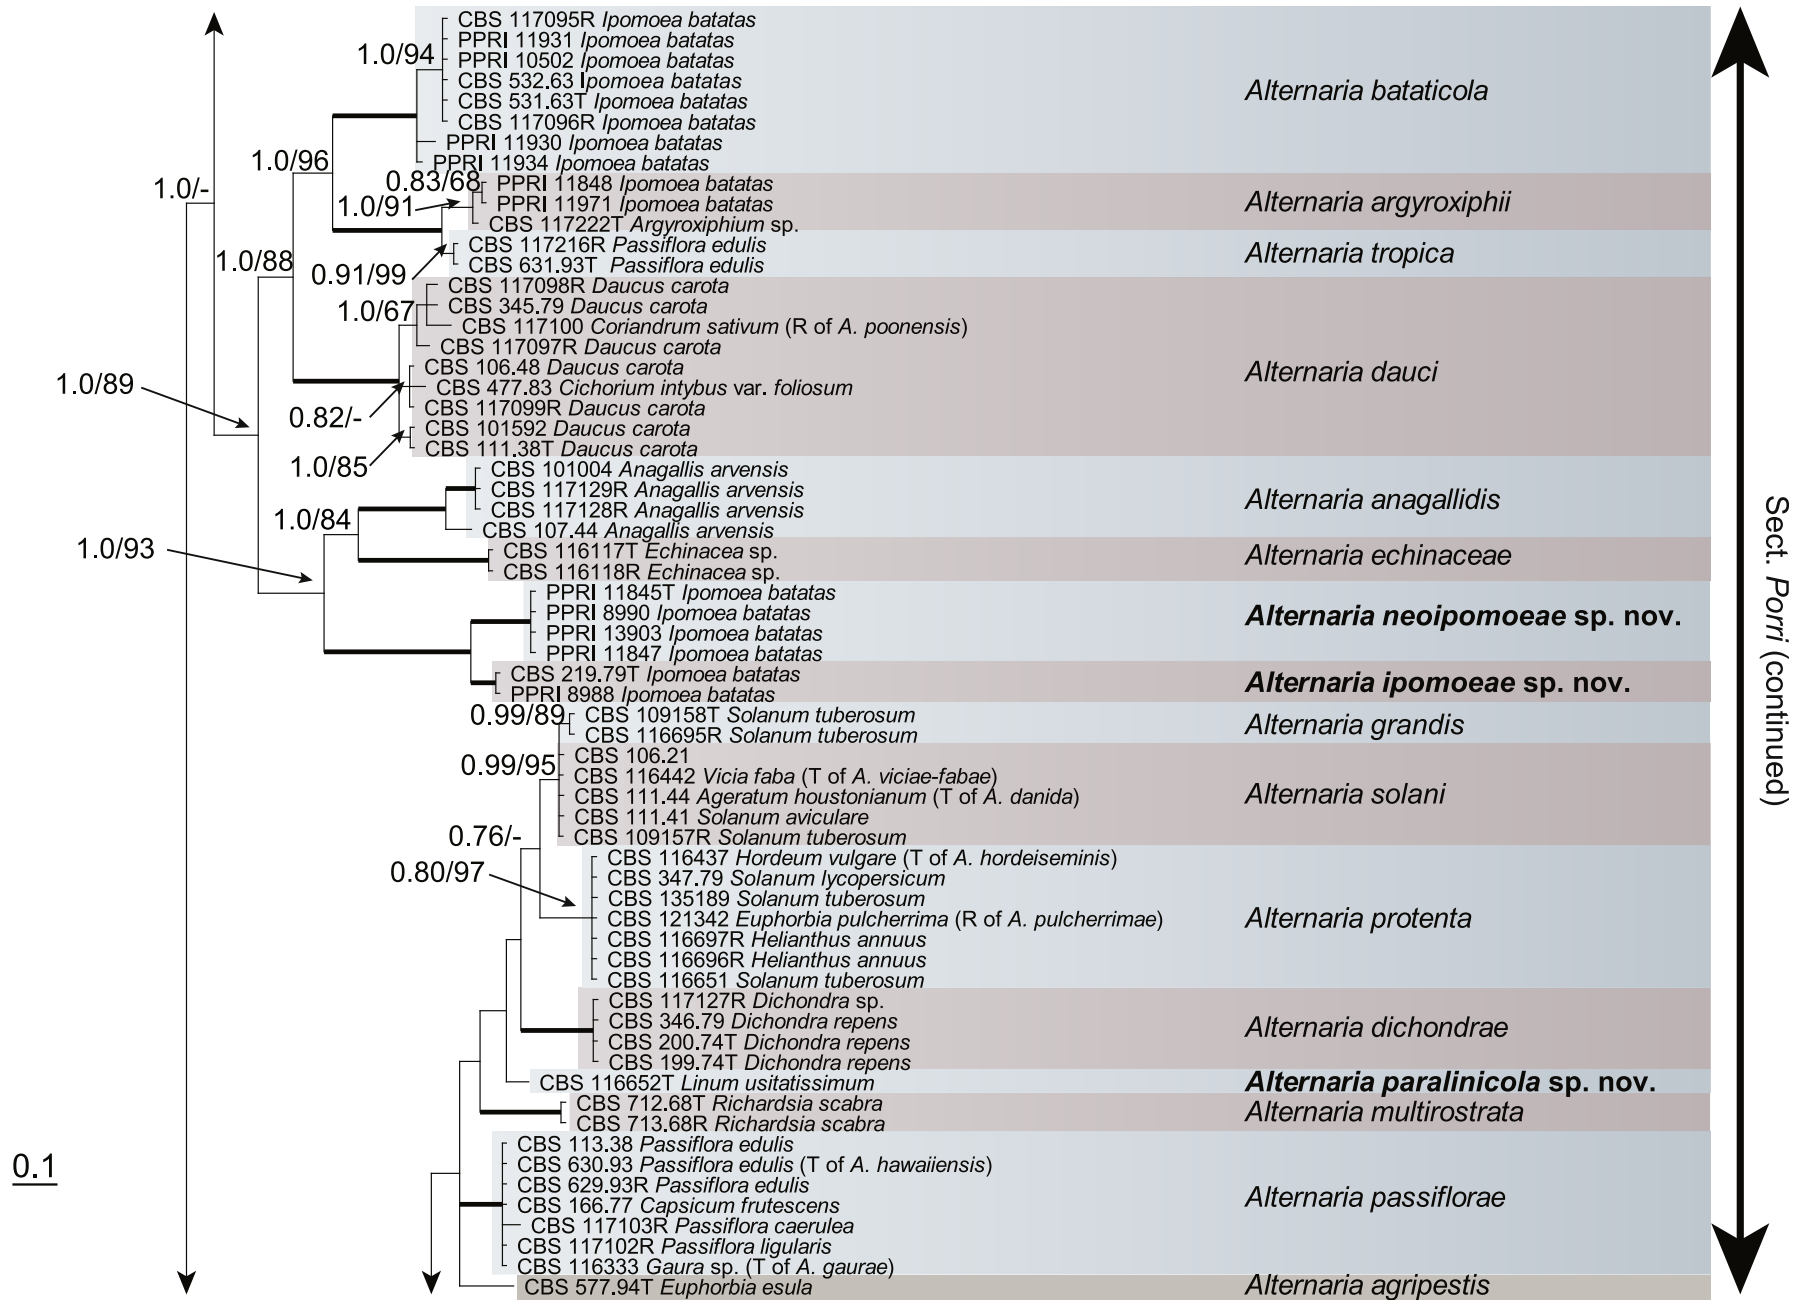 CBS 117095R Ipomoea batatas
PPRI 11931 Ipomoea batatas
1.0/94
PPRI 10502 Ipomoea batatas
CBS 532.63 Ipomoea batatas
Alternaria bataticola
CBS 531.63T Ipomoea batatas
CBS 117096R Ipomoea batatas
PPRI 11930 Ipomoea batatas
1.0/96
PPRI 11934 Ipomoea batatas
1.0/-
0.83/68
PPRI 11848 Ipomoea batatas
1.0/91
PPRI 11971 Ipomoea batatas
Alternaria argyroxiphii
CBS 117222T Argyroxiphium sp.
CBS 117216R Passiflora edulis
Alternaria tropica
1.0/88
0.91/99
CBS 631.93T Passiflora edulis
CBS 117098R Daucus carota
1.0/67
CBS 345.79 Daucus carota
CBS 117100 Coriandrum sativum (R of A. poonensis)
CBS 117097R Daucus carota
CBS 106.48 Daucus carota
Alternaria dauci
1.0/89
CBS 477.83 Cichorium intybus var. foliosum
0.82/-
CBS 117099R Daucus carota
CBS 101592 Daucus carota
CBS 111.38T Daucus carota
1.0/85
CBS 101004 Anagallis arvensis
CBS 117129R Anagallis arvensis
Alternaria anagallidis
CBS 117128R Anagallis arvensis
1.0/84
CBS 107.44 Anagallis arvensis
1.0/93
CBS 116117T Echinacea sp.
Alternaria echinaceae
CBS 116118R Echinacea sp.
PPRI 11845T Ipomoea batatas
PPRI 8990 Ipomoea batatas
Alternaria neoipomoeae sp. nov.
PPRI 13903 Ipomoea batatas
PPRI 11847 Ipomoea batatas
CBS 219.79T Ipomoea batatas
Alternaria ipomoeae sp. nov.
PPRI 8988 Ipomoea batatas
0.99/89
CBS 109158T Solanum tuberosum
Alternaria grandis
CBS 116695R Solanum tuberosum
0.99/95
CBS 106.21
CBS 116442 Vicia faba (T of A. viciae-fabae)
CBS 111.44 Ageratum houstonianum (T of A. danida)
Alternaria solani
CBS 111.41 Solanum aviculare
0.76/-
CBS 109157R Solanum tuberosum
CBS 116437 Hordeum vulgare (T of A. hordeiseminis)
0.80/97
CBS 347.79 Solanum lycopersicum
CBS 135189 Solanum tuberosum
CBS 121342 Euphorbia pulcherrima (R of A. pulcherrimae)
Alternaria protenta
CBS 116697R Helianthus annuus
CBS 116696R Helianthus annuus
CBS 116651 Solanum tuberosum
CBS 117127R Dichondra sp.
CBS 346.79 Dichondra repens
Alternaria dichondrae
CBS 200.74T Dichondra repens
CBS 199.74T Dichondra repens
CBS 116652T Linum usitatissimum
Alternaria paralinicola sp. nov.
CBS 712.68T Richardsia scabra
Alternaria multirostrata
CBS 713.68R Richardsia scabra
CBS 113.38 Passiflora edulis
0.1
CBS 630.93 Passiflora edulis (T of A. hawaiiensis)
CBS 629.93R Passiflora edulis
Alternaria passiflorae
CBS 166.77 Capsicum frutescens
CBS 117103R Passiflora caerulea
CBS 117102R Passiflora ligularis
CBS 116333 Gaura sp. (T of A. gaurae)
CBS 577.94T Euphorbia esula
Alternaria agripestis
Sect. Porri (continued)